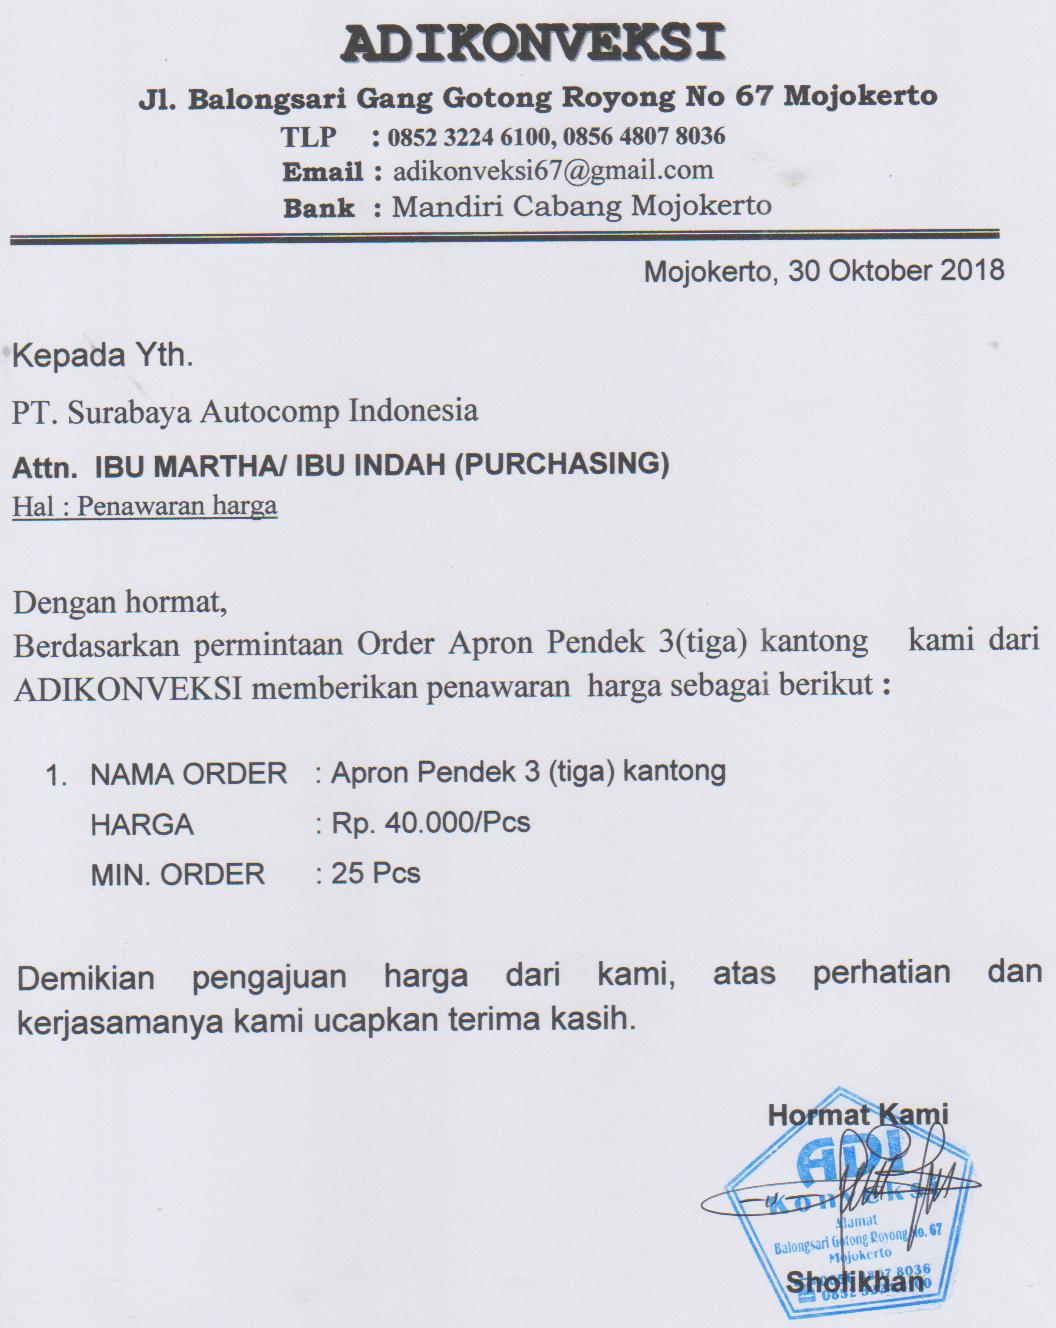 ADIKONVEKSI
Jl. Balongsari Gang Gotong Royong No 67 Mojokerto
TLP : 0852 3224 6100, 0856 4807 8036
Email : adikonveksi67@gmail.com
Bank : Mandiri Cabang Mojokerto
Mojokerto, 30 Oktober 2018
Kepada Yth.
PT. Surabaya Autocomp Indonesia
Attn. IBU MARTHA/ IBU INDAH (PURCHASING)
Hal : Penawaran harga
Dengan hormat,
Berdasarkan permintaan Order Apron Pendek 3(tiga) kantong kami dari
ADIKONVEKSI memberikan penawaran harga sebagai berikut :
1. NAMA ORDER : Apron Pendek 3 (tiga) kantong
HARGA : Rp. 40.000/Pcs
MIN. ORDER : 25 Pcs
Demikian pengajuan harga dari kami, atas perhatian dan
kerjasamanya kami ucapkan terima kasih.
Hormat Kami
ADI
KONVEKSI
Alamat
Balongsari Gotong Royong No. 67
Mojokerto
8036
Sholikhan
0852